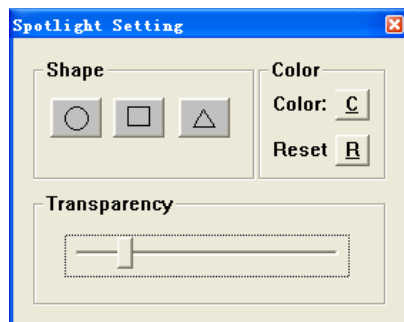 Spotlight Setting
Shape
Color
Color: C
Reset R
Transparency